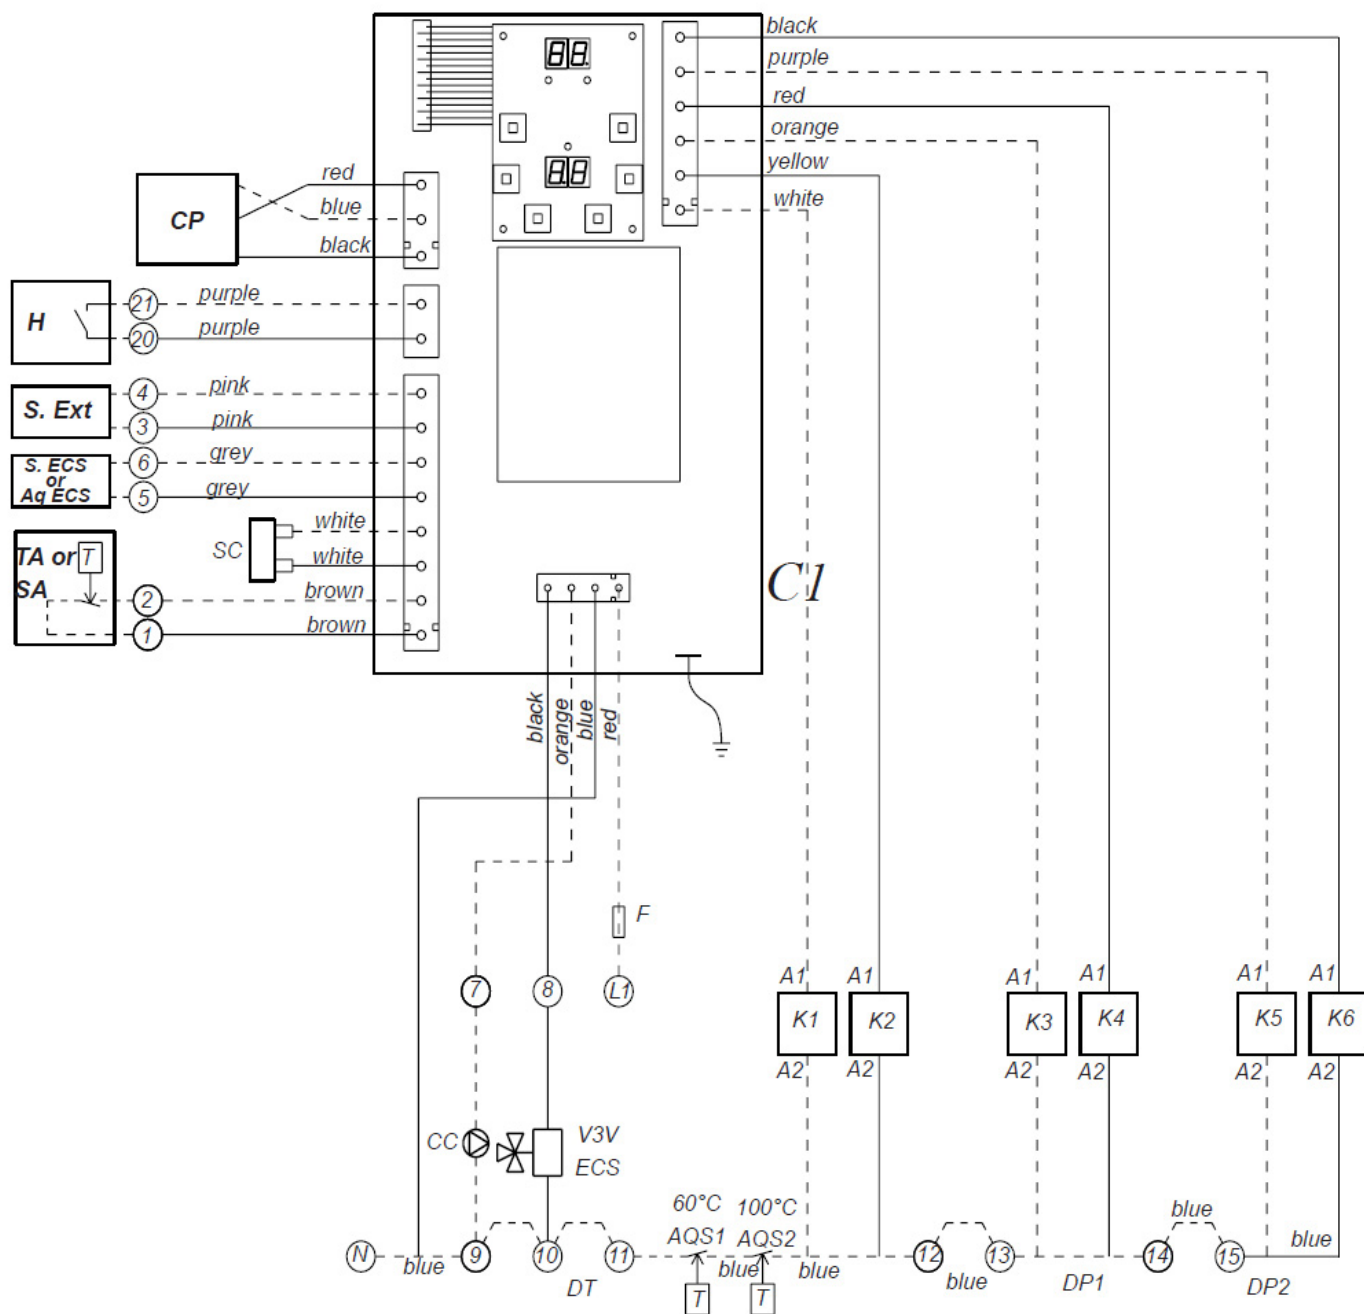 black
purple
red
orange
yellow
white
88.
8.8
red
blue
black
CP
H
21
purple
20
purple
S. Ext
4
pink
3
pink
S. ECS
or
Aq ECS
6
grey
5
grey
SC
white
white
TA or T
SA
2
brown
1
brown
C1
black
orange
blue
red
F
7
8
L1
A1
A1
A1
A1
A1
A1
K1
K2
K3
K4
K5
K6
A2
A2
A2
A2
A2
A2
CC
V3V
ECS
60°C
100°C
AQS1
AQS2
N
blue
9
10
DT
11
blue
blue
12
blue
13
DP1
14
blue
15
DP2
blue
T
T